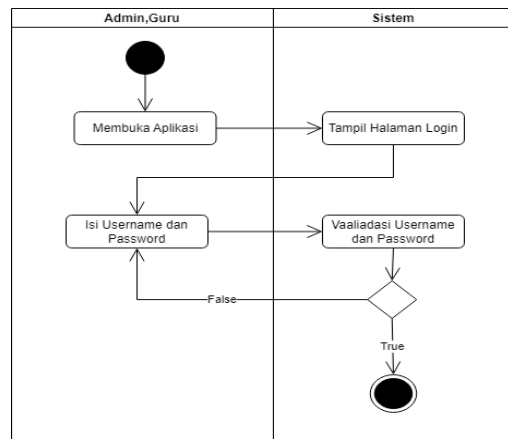 Admin,Guru
Sistem
Membuka Aplikasi
Tampil Halaman Login
Isi Username dan
Password
Vaaliadasi Username
dan Password
False
True